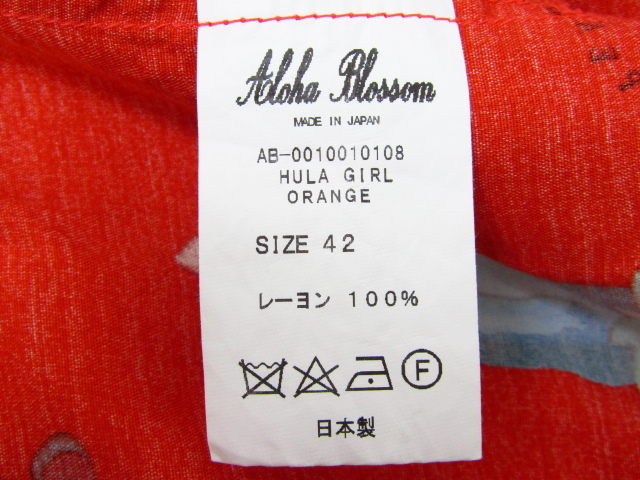 Aloha Blossom
MADE IN JAPAN
AB-0010010108
HULA GIRL
ORANGE
SIZE 42
レーヨン 100%
F
日本製